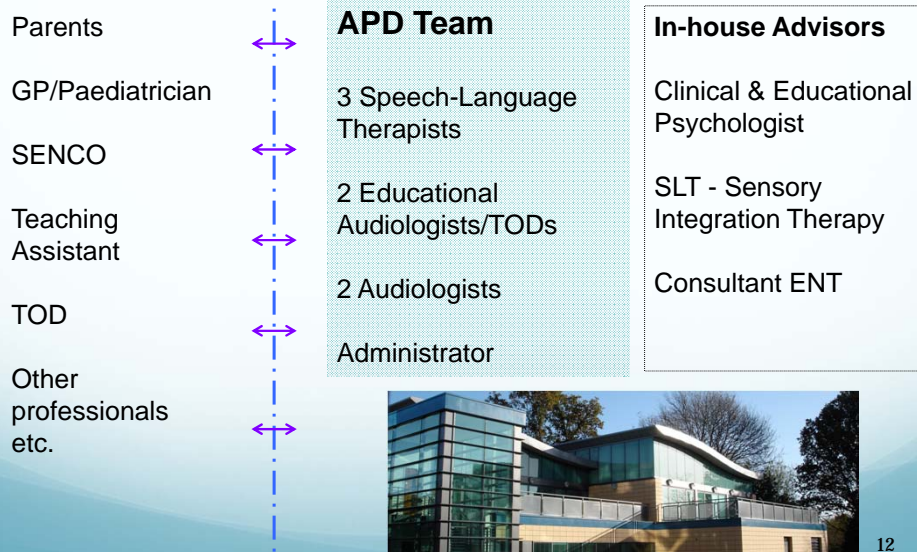 Parents
GP/Paediatrician
SENCO
Teaching
Assistant
TOD
Other
professionals
etc.
APD Team
3 Speech-Language
Therapists
2 Educational
Audiologists/TODs
2 Audiologists
Administrator
In-house Advisors
Clinical & Educational
Psychologist
SLT - Sensory
Integration Therapy
Consultant ENT
12